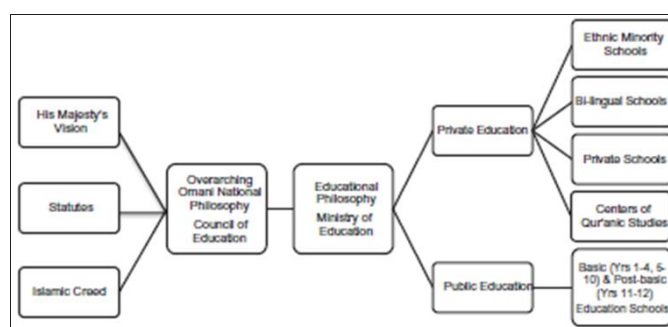 His Majesty's
Vision
Statutes
Islamic Creed
Overarching
Omani National
Philosophy
Council of
Education
Educational
Philosophy
Ministry of
Education
Private Education
Public Education
Ethnic Minority
Schools
Bi-lingual Schools
Private Schools
Centers of
Qur'anic Studies
Basic (Yrs 1-4, 5-
10) & Post-basic
(Yrs 11-12)
Education Schools